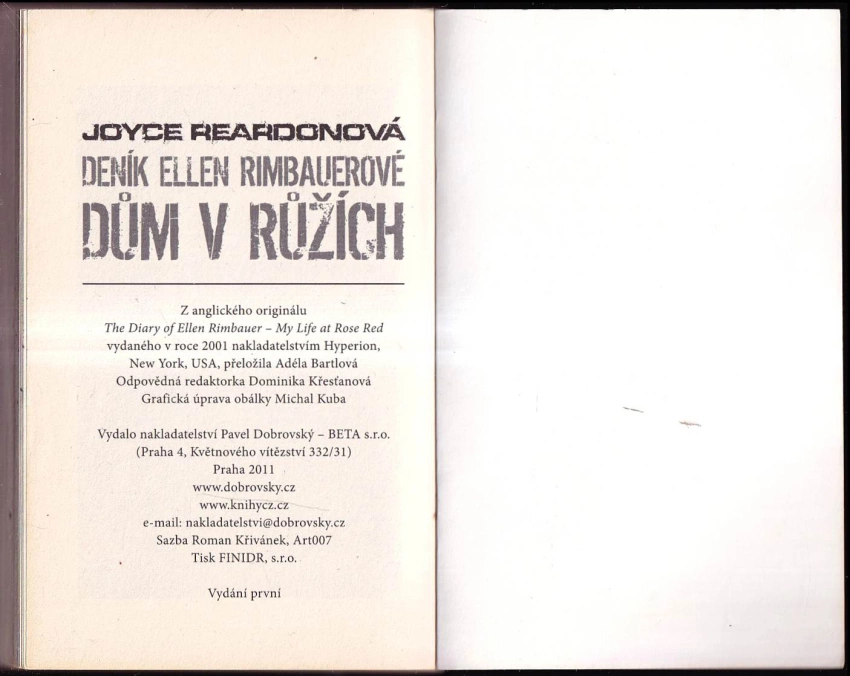 JOYCE REARDONOVÁ
DENÍK ELLEN RIMBAUEROVÉ
DŮM V RŮŽÍCH
Z anglického originálu
The Diary of Ellen Rimbauer – My Life at Rose Red
vydaného v roce 2001 nakladatelstvím Hyperion,
New York, USA, přeložila Adéla Bartlová
Odpovědná redaktorka Dominika Křesťanová
Grafická úprava obálky Michal Kuba
Vydalo nakladatelství Pavel Dobrovský – BETA s.r.o.
(Praha 4, Květnového vítězství 332/31)
Praha 2011
www.dobrovsky.cz
www.knihycz.cz
e-mail: nakladatelstvi@dobrovsky.cz
Sazba Roman Křivánek, Art007
Tisk FINIDR, s.r.o.
Vydání první